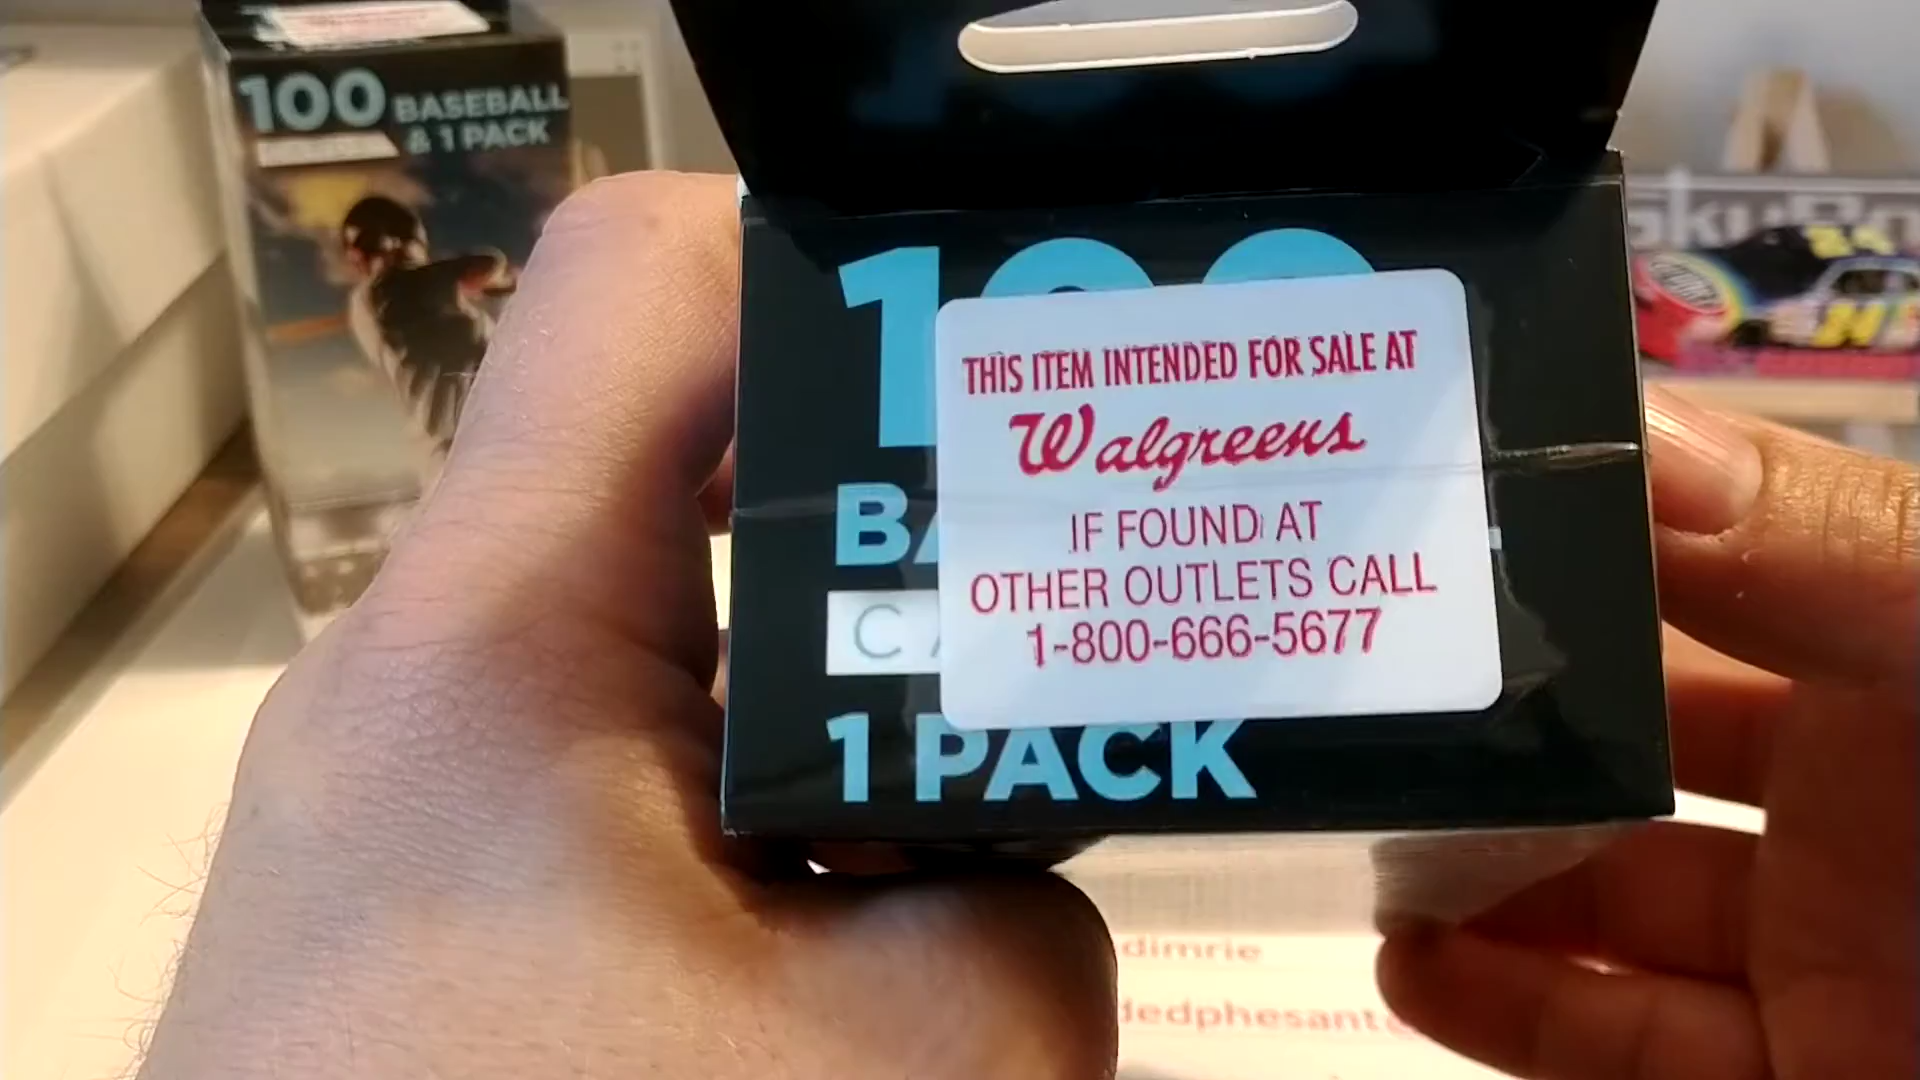 100 BASEBALL
& 1 PACK
100
THIS ITEM INTENDED FOR SALE AT
Walgreens
IF FOUND AT
OTHER OUTLETS CALL
1-800-666-5677
1 PACK
24
dimrie
dedphesant